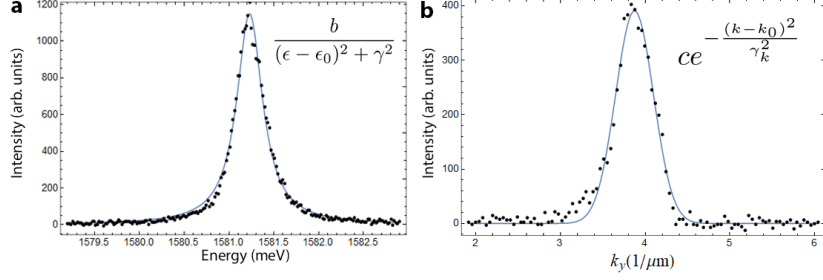 a
1200
1000
800
600
400
200
0
Intensity (arb. units)
b / ((ϵ − ϵ₀)² + γ²)
1579.5 1580.0 1580.5 1581.0 1581.5 1582.0 1582.5
Energy (meV)
b
400
300
200
100
0
Intensity (arb. units)
ce^(−(k−k₀)²/γₖ²)
2 3 4 5 6
k_y(1/μm)